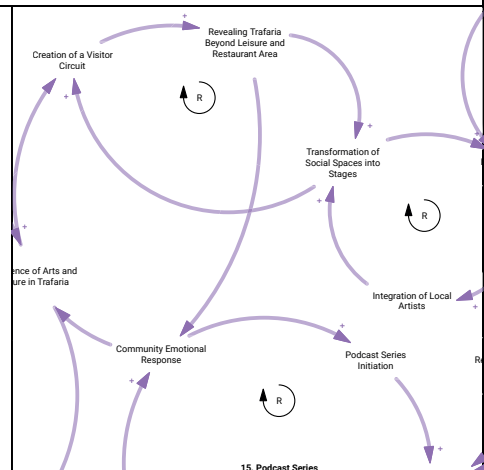 +
Revealing Trafaria
Beyond Leisure and
Restaurant Area
Creation of a Visitor
Circuit
+
R
+
Transformation of
Social Spaces into
Stages
+
+
R
+
ence of Arts and
ure in Trafaria
Integration of Local
Artists
+
+
Community Emotional
Response
Podcast Series
Initiation
+
R
+
15. Podcast Series